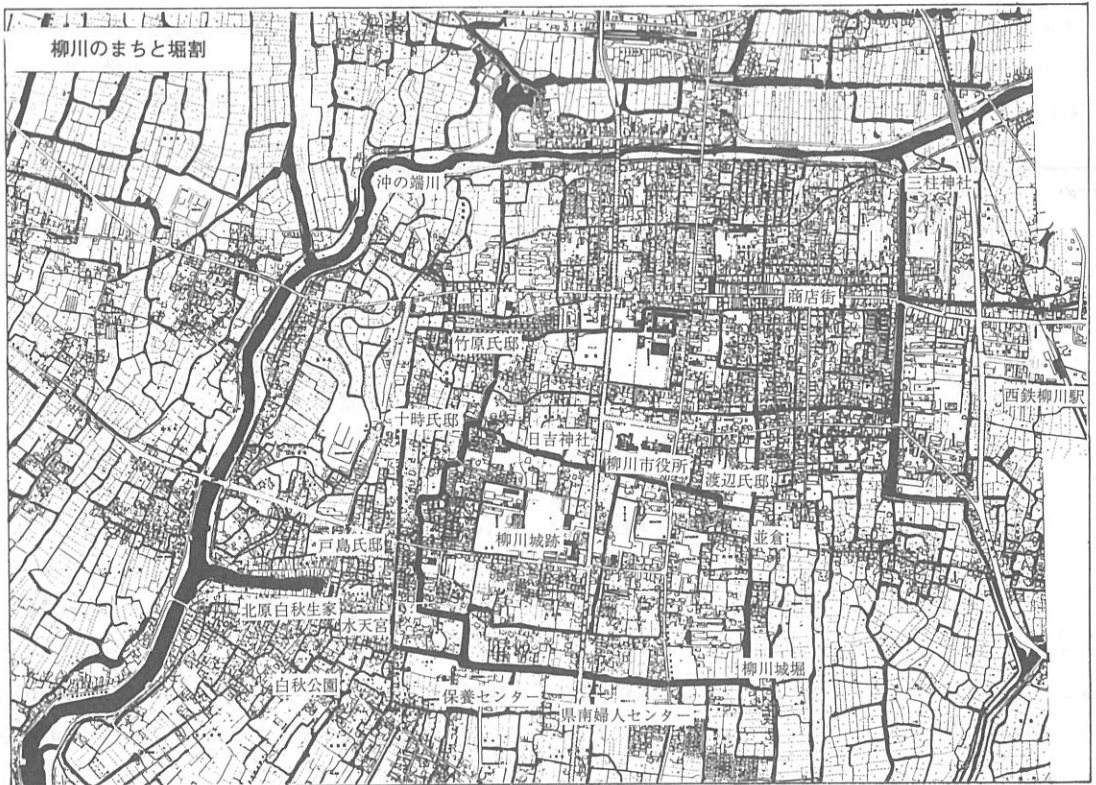 柳川のまちと堀割
沖の端川
三柱神社
商店街
竹原氏邸
西鉄柳川駅
十時氏邸
日吉神社
柳川市役所
渡辺氏邸
戸島氏邸
柳川城跡
並倉
北原白秋生家
水天宮
柳川城堀
白秋公園
保養センター
県南婦人センター